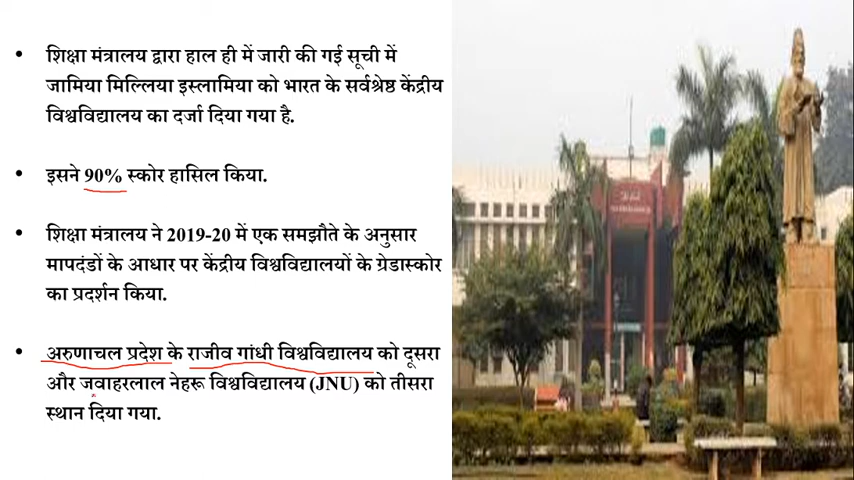 • शिक्षा मंत्रालय द्वारा हाल ही में जारी की गई सूची में
जामिया मिल्लिया इस्लामिया को भारत के सर्वश्रेष्ठ केंद्रीय
विश्वविद्यालय का दर्जा दिया गया है.
• इसने 90% स्कोर हासिल किया.
• शिक्षा मंत्रालय ने 2019-20 में एक समझौते के अनुसार
मापदंडों के आधार पर केंद्रीय विश्वविद्यालयों के ग्रेडास्कोर
का प्रदर्शन किया.
• अरुणाचल प्रदेश के राजीव गांधी विश्वविद्यालय को दूसरा
और जवाहरलाल नेहरू विश्वविद्यालय (JNU) को तीसरा
स्थान दिया गया.